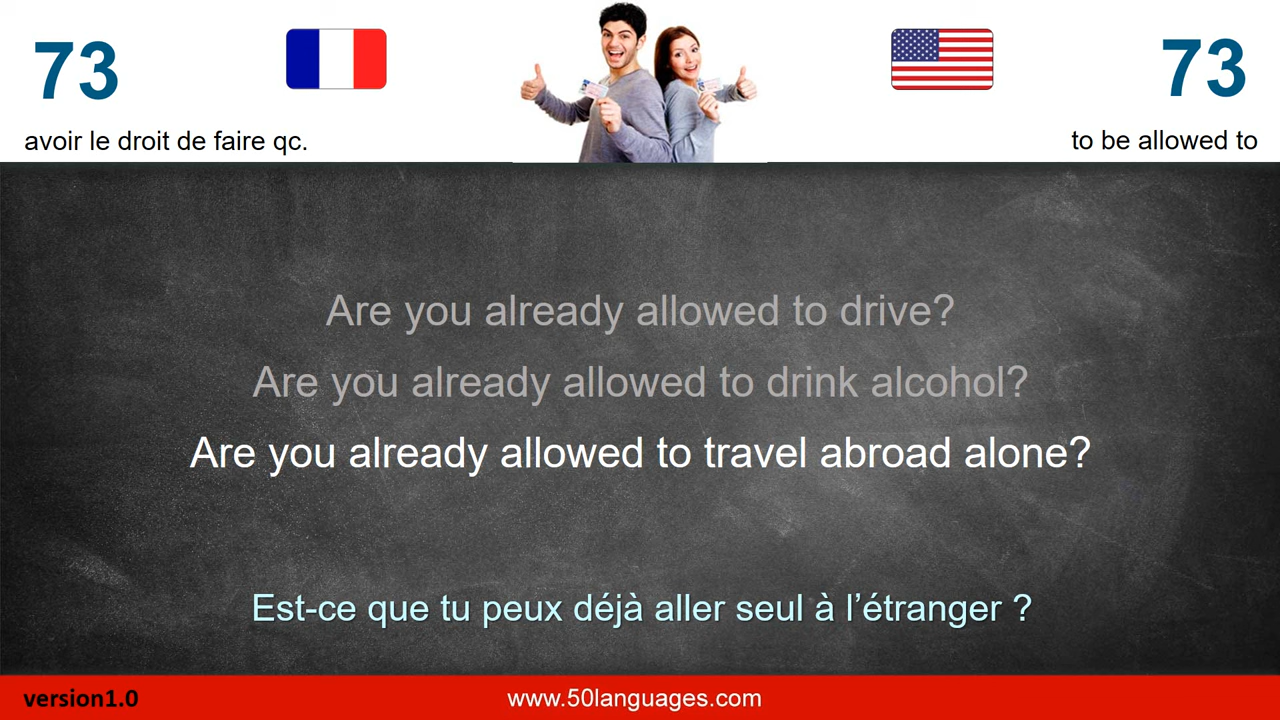 73
73
avoir le droit de faire qc.
to be allowed to
Are you already allowed to drive?
Are you already allowed to drink alcohol?
Are you already allowed to travel abroad alone?
Est-ce que tu peux déjà aller seul à l’étranger ?
version1.0
www.50languages.com